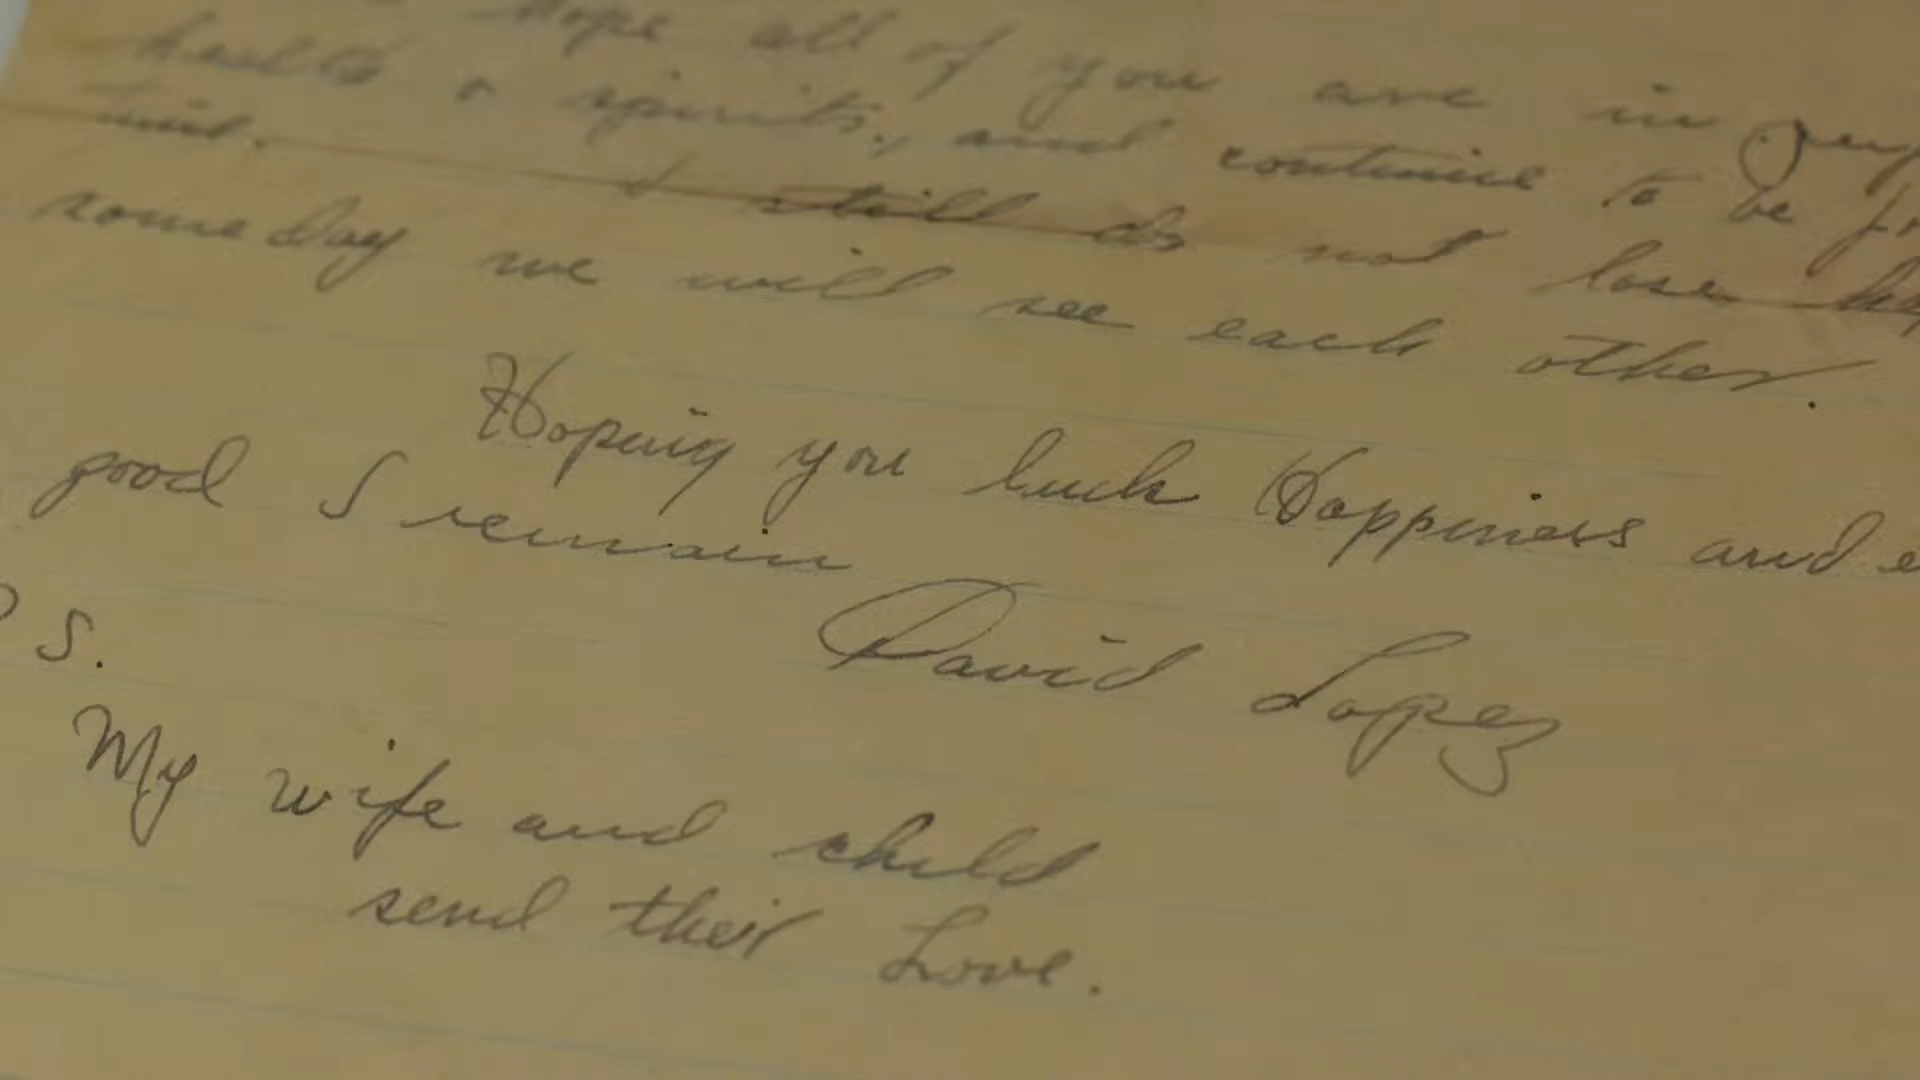 hope all of you are in
health & spirits, and continue to be
time. I still do not lose
someday we will see each other.
Hoping you luck Happiness and
good I remain
David Lopez
S.
My wife and child
send their Love.